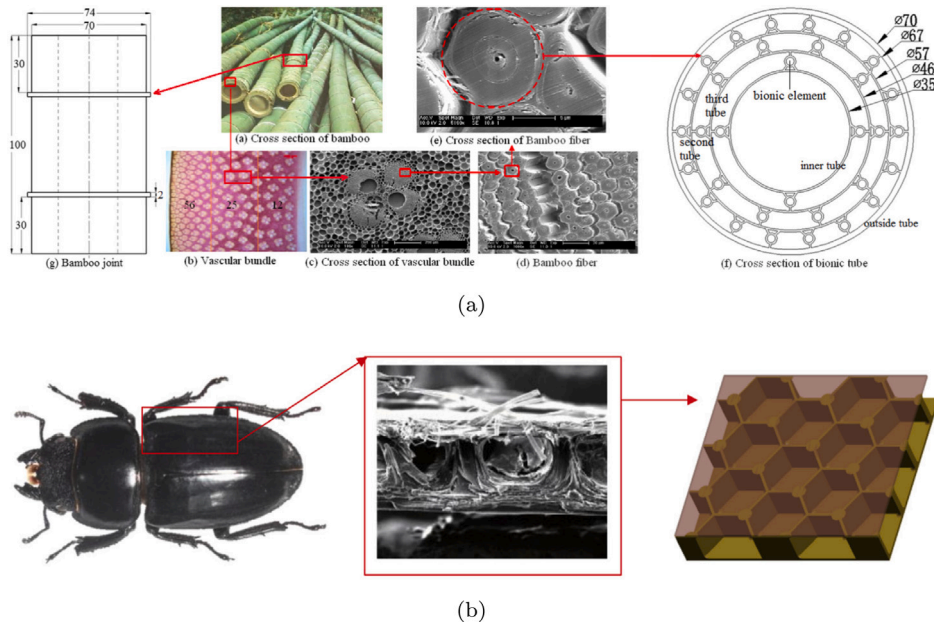 74
70
30
100
30
2
(g) Bamboo joint
(a) Cross section of bamboo
(e) Cross section of Bamboo fiber
56 25 12
(b) Vascular bundle
(c) Cross section of vascular bundle
(d) Bamboo fiber
Ø70
Ø67
Ø57
Ø46
Ø35
bionic element
third
tube
second
tube
inner tube
outside tube
(f) Cross section of bionic tube
(a)
(b)